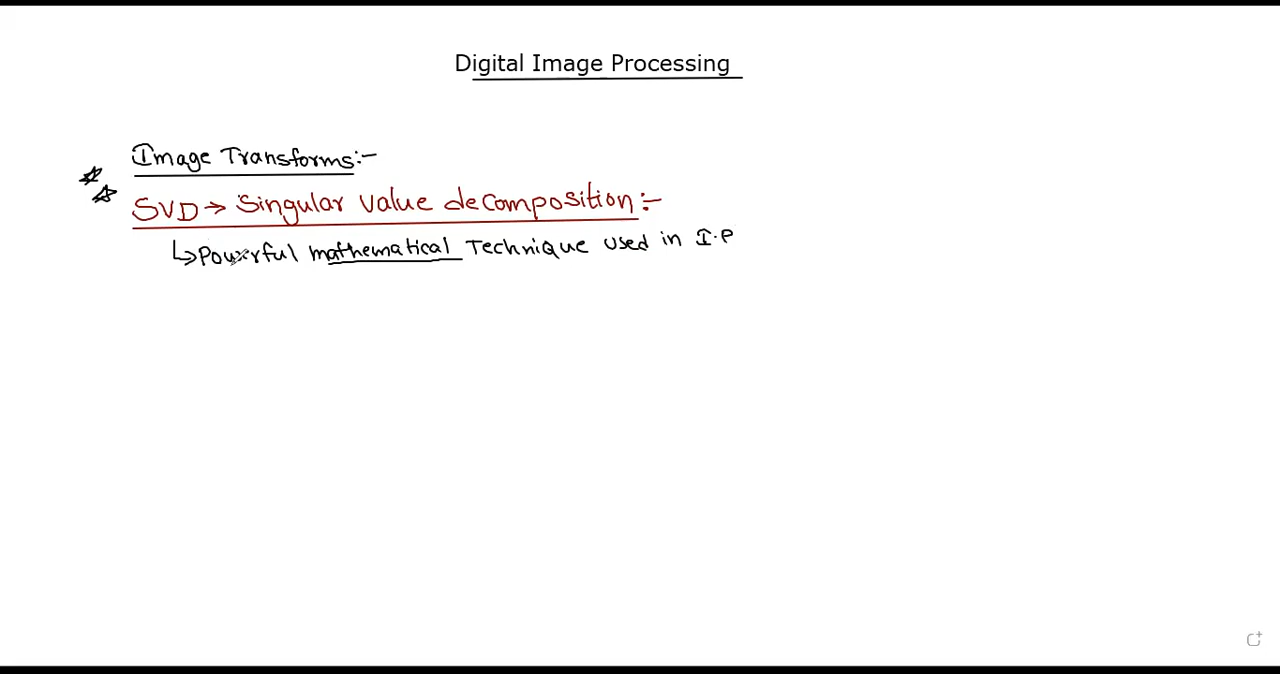 Digital Image Processing
Image Transforms:-
SVD → Singular value decomposition:-
↳ Powerful mathematical Technique used in I.P